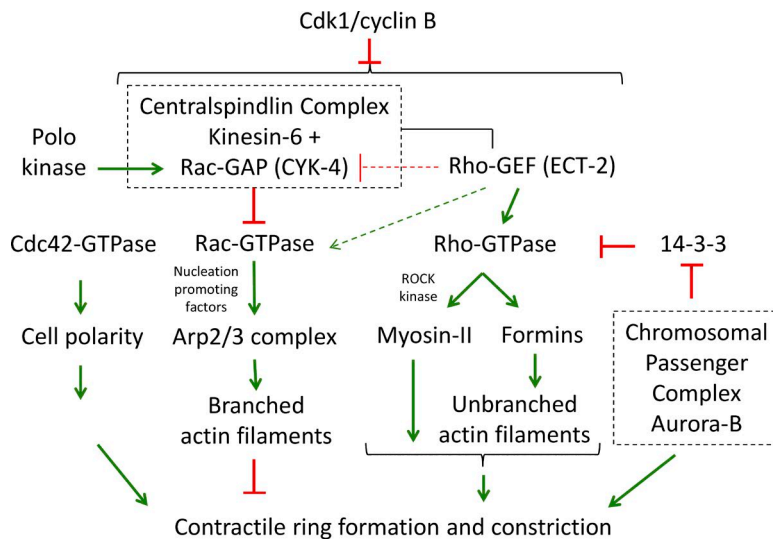 Cdk1/cyclin B
Centralspindlin Complex
Kinesin-6 +
Rac-GAP (CYK-4)
Polo
kinase
Rho-GEF (ECT-2)
Cdc42-GTPase
Rac-GTPase
Rho-GTPase
14-3-3
Nucleation
promoting
factors
ROCK
kinase
Cell polarity
Arp2/3 complex
Myosin-II
Formins
Chromosomal
Passenger
Complex
Aurora-B
Branched
actin filaments
Unbranched
actin filaments
Contractile ring formation and constriction